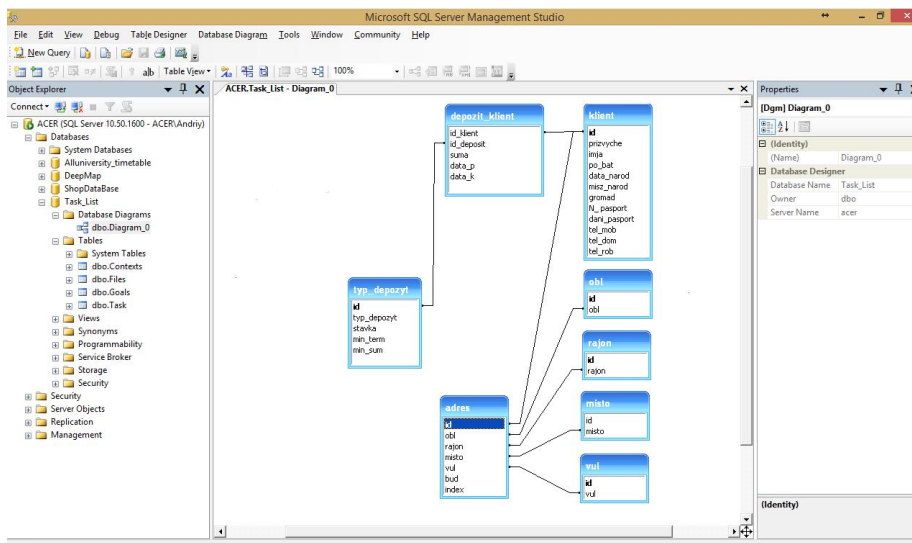 Microsoft SQL Server Management Studio
File Edit View Debug Table Designer Database Diagram Tools Window Community Help
New Query
alb Table View 100%
Object Explorer
Connect
ACER (SQL Server 10.50.1600 - ACER\Andriy)
Databases
System Databases
Alluniversity_timetable
DeepMap
ShopDataBase
Task_List
Database Diagrams
dbo.Diagram_0
Tables
System Tables
dbo.Contexts
dbo.Files
dbo.Goals
dbo.Task
Views
Synonyms
Programmability
Service Broker
Storage
Security
Security
Server Objects
Replication
Management
ACER.Task_List - Diagram_0
depozit_klient
id_klient
id_deposit
suma
data_p
data_k
klient
id
prizvyche
imja
po_bat
data_narod
misz_narod
gromad
N_pasport
dani_pasport
tel_mob
tel_dom
tel_rob
typ_depozyt
id
typ_depozyt
stavka
min_term
min_sum
obl
id
obl
rajon
id
rajon
adres
id
obl
rajon
misto
vul
bud
index
misto
id
misto
vul
id
vul
Properties
[Dgm] Diagram_0
(Identity)
(Name) Diagram_0
Database Designer
Database Name Task_List
Owner dbo
Server Name acer
(Identity)